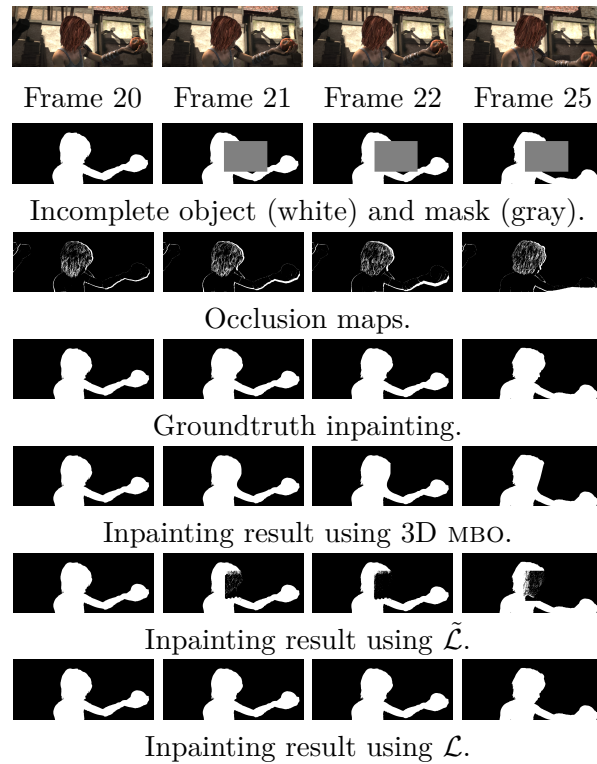 Frame 20 Frame 21 Frame 22 Frame 25
Incomplete object (white) and mask (gray).
Occlusion maps.
Groundtruth inpainting.
Inpainting result using 3D MBO.
Inpainting result using $\tilde{\mathcal{L}}$.
Inpainting result using $\mathcal{L}$.